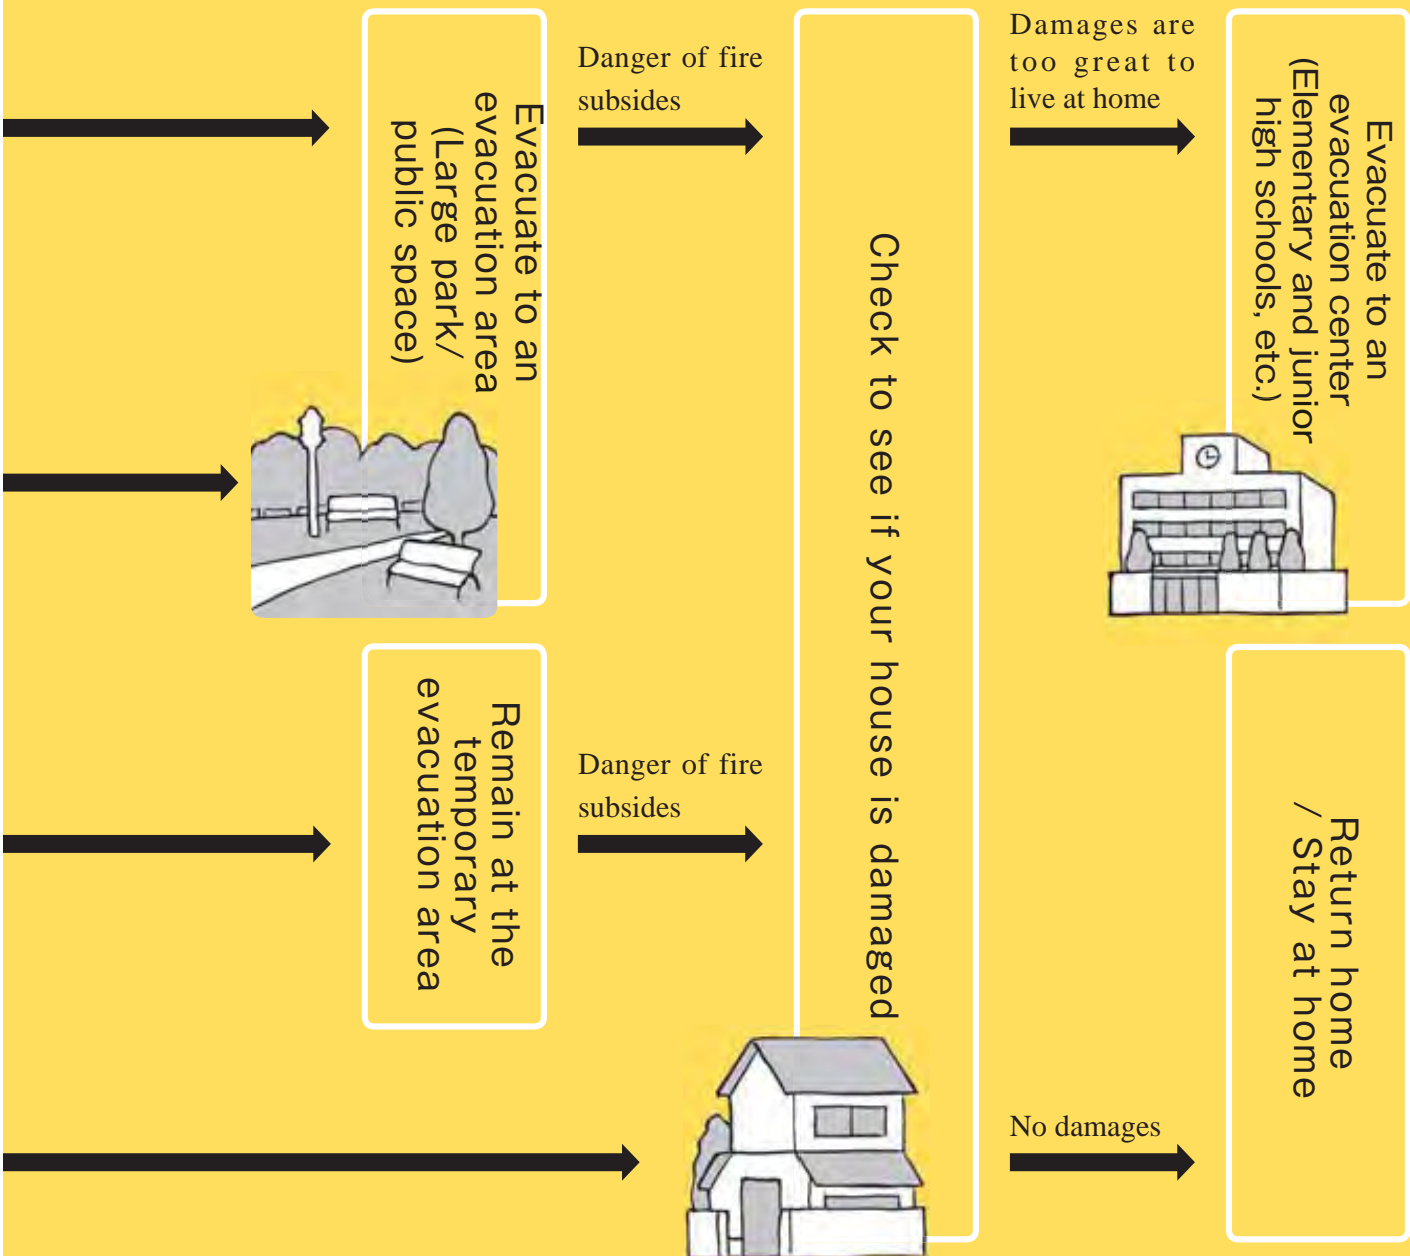 Evacuate to an
evacuation area
(Large park/
public space)
Danger of fire
subsides
Remain at the
temporary
evacuation area
Danger of fire
subsides
Check to see if your house is damaged
Damages are
too great to
live at home
Evacuate to an
evacuation center
(Elementary and junior
high schools, etc.)
No damages
Return home
/ Stay at home